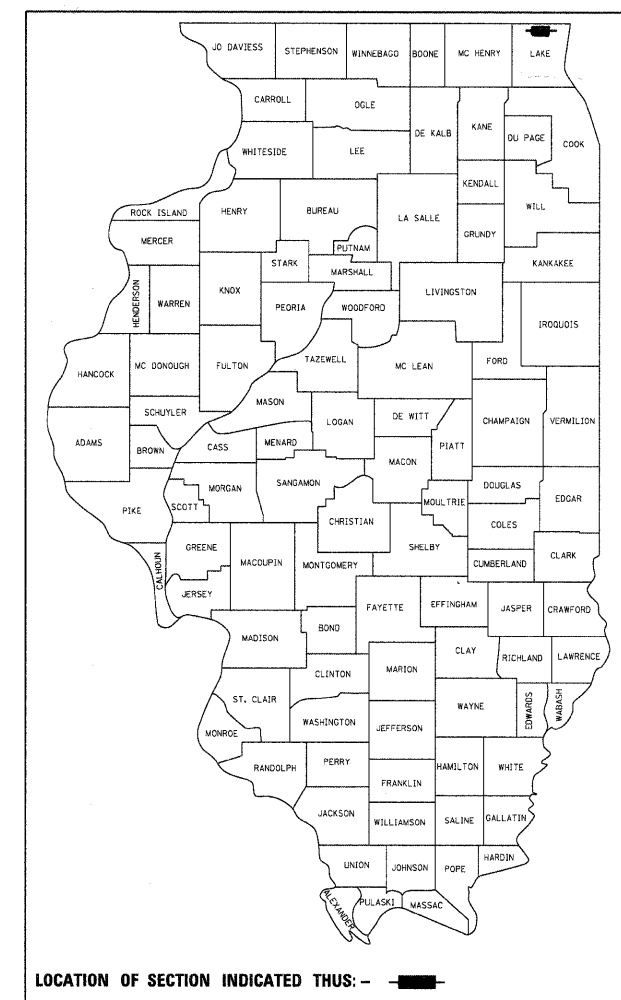 JO DAVIESS
STEPHENSON
WINNEBAGO
BOONE
MC HENRY
LAKE
CARROLL
OGLE
DE KALB
KANE
DU PAGE
COOK
WHITESIDE
LEE
KENDALL
WILL
ROCK ISLAND
HENRY
BUREAU
LA SALLE
GRUNDY
MERCER
PUTNAM
STARK
MARSHALL
KANKAKEE
HENDERSON
WARREN
KNOX
PEORIA
WOODFORD
LIVINGSTON
IROQUOIS
HANCOCK
MC DONOUGH
FULTON
TAZEWELL
MC LEAN
FORD
MASON
SCHUYLER
LOGAN
DE WITT
CHAMPAIGN
VERMILION
ADAMS
BROWN
CASS
MENARD
PIATT
MACON
MORGAN
SANGAMON
DOUGLAS
EDGAR
PIKE
SCOTT
MOULTRIE
COLES
CHRISTIAN
GREENE
MACOUPIN
MONTGOMERY
SHELBY
CLARK
CALHOUN
CUMBERLAND
JERSEY
FAYETTE
EFFINGHAM
JASPER
CRAWFORD
MADISON
BOND
CLAY
RICHLAND
LAWRENCE
CLINTON
MARION
ST. CLAIR
WAYNE
EDWARDS
WABASH
MONROE
WASHINGTON
JEFFERSON
RANDOLPH
PERRY
HAMILTON
WHITE
FRANKLIN
JACKSON
WILLIAMSON
SALINE
GALLATIN
UNION
JOHNSON
POPE
HARDIN
ALEXANDER
PULASKI
MASSAC
LOCATION OF SECTION INDICATED THUS: -